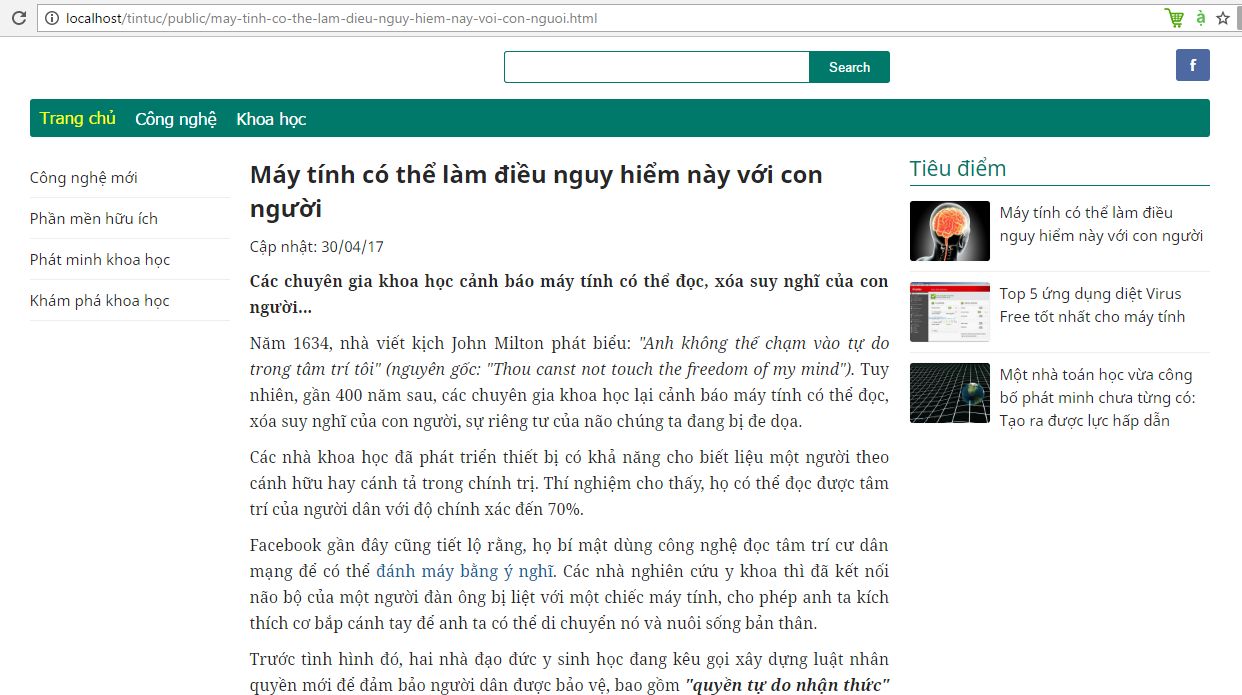 localhost/tintuc/public/may-tinh-co-the-lam-dieu-nguy-hiem-nay-voi-con-nguoi.html
ạ
Search
f
Trang chủ Công nghệ Khoa học
Công nghệ mới
Phần mền hữu ích
Phát minh khoa học
Khám phá khoa học
Máy tính có thể làm điều nguy hiểm này với con
người
Cập nhật: 30/04/17
Các chuyên gia khoa học cảnh báo máy tính có thể đọc, xóa suy nghĩ của con
người...
Năm 1634, nhà viết kịch John Milton phát biểu: "Anh không thể chạm vào tự do
trong tâm trí tôi" (nguyên gốc: "Thou canst not touch the freedom of my mind"). Tuy
nhiên, gần 400 năm sau, các chuyên gia khoa học lại cảnh báo máy tính có thể đọc,
xóa suy nghĩ của con người, sự riêng tư của não chúng ta đang bị đe dọa.
Các nhà khoa học đã phát triển thiết bị có khả năng cho biết liệu một người theo
cánh hữu hay cánh tả trong chính trị. Thí nghiệm cho thấy, họ có thể đọc được tâm
trí của người dân với độ chính xác đến 70%.
Facebook gần đây cũng tiết lộ rằng, họ bí mật dùng công nghệ đọc tâm trí cư dân
mạng để có thể đánh máy bằng ý nghĩ. Các nhà nghiên cứu y khoa thì đã kết nối
não bộ của một người đàn ông bị liệt với một chiếc máy tính, cho phép anh ta kích
thích cơ bắp cánh tay để anh ta có thể di chuyển nó và nuôi sống bản thân.
Trước tình hình đó, hai nhà đạo đức y sinh học đang kêu gọi xây dựng luật nhân
quyền mới để đảm bảo người dân được bảo vệ, bao gồm "quyền tự do nhận thức"
Tiêu điểm
Máy tính có thể làm điều
nguy hiểm này với con người
Top 5 ứng dụng diệt Virus
Free tốt nhất cho máy tính
Một nhà toán học vừa công
bố phát minh chưa từng có:
Tạo ra được lực hấp dẫn